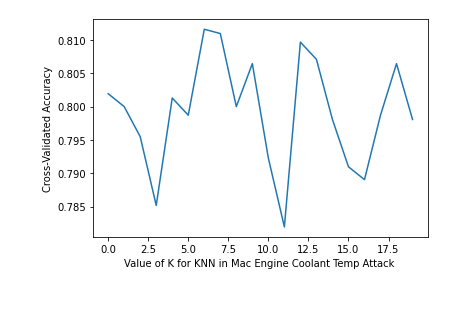 0.810
0.805
0.800
0.795
0.790
0.785
Cross-Validated Accuracy
0.0 2.5 5.0 7.5 10.0 12.5 15.0 17.5
Value of K for KNN in Mac Engine Coolant Temp Attack